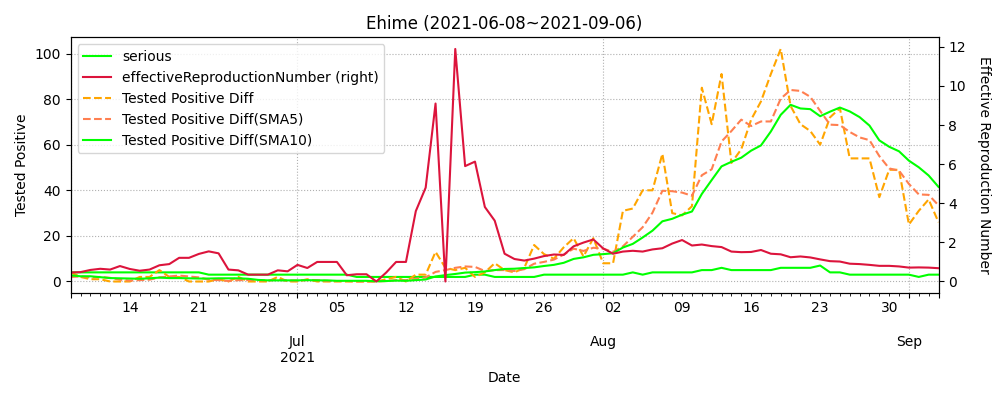 Ehime (2021-06-08~2021-09-06)
serious
effectiveReproductionNumber (right)
Tested Positive Diff
Tested Positive Diff(SMA5)
Tested Positive Diff(SMA10)
Tested Positive
100
80
60
40
20
0
12
10
8
6
4
2
0
Effective Reproduction Number
14 21 28 05 12 19 26 02 09 16 23 30
Jul Aug Sep
2021
Date